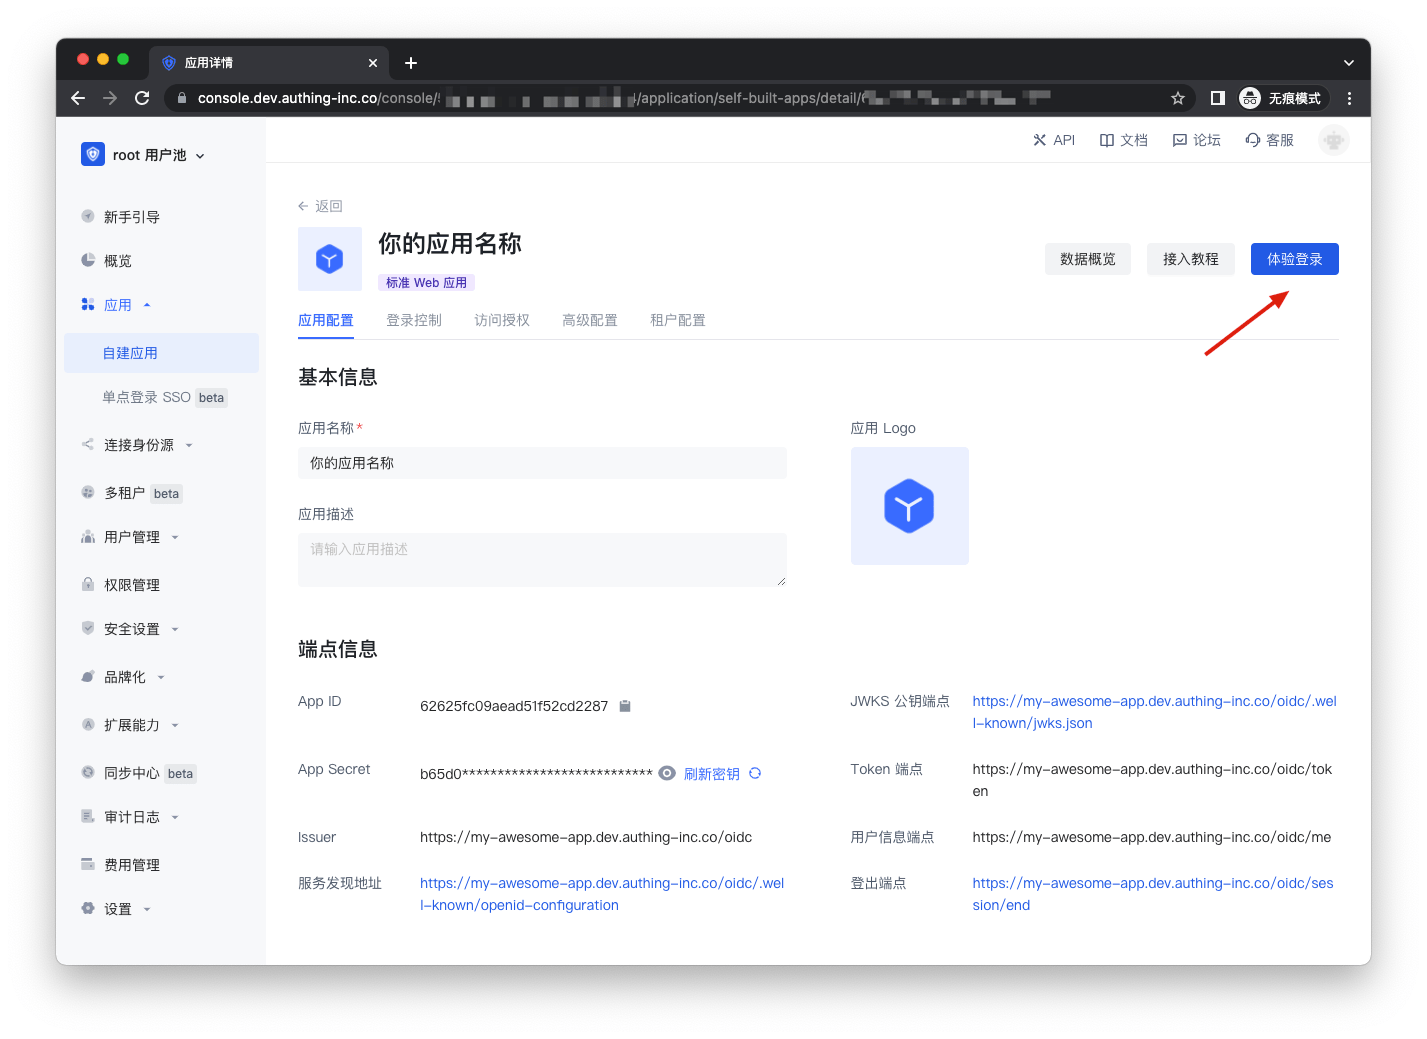 应用详情
console.dev.authing-inc.co/console/
/application/self-built-apps/detail/
无痕模式
root 用户池
API
文档
论坛
客服
新手引导
概览
应用
自建应用
单点登录 SSO beta
连接身份源
多租户 beta
用户管理
权限管理
安全设置
品牌化
扩展能力
同步中心 beta
审计日志
费用管理
设置
返回
你的应用名称
标准 Web 应用
数据概览
接入教程
体验登录
应用配置
登录控制
访问授权
高级配置
租户配置
基本信息
应用名称*
你的应用名称
应用描述
请输入应用描述
应用 Logo
端点信息
App ID
62625fc09aead51f52cd2287
App Secret
b65d0***************************
刷新密钥
Issuer
https://my-awesome-app.dev.authing-inc.co/oidc
服务发现地址
https://my-awesome-app.dev.authing-inc.co/oidc/.wel
l-known/openid-configuration
JWKS 公钥端点
https://my-awesome-app.dev.authing-inc.co/oidc/.wel
l-known/jwks.json
Token 端点
https://my-awesome-app.dev.authing-inc.co/oidc/tok
en
用户信息端点
https://my-awesome-app.dev.authing-inc.co/oidc/me
登出端点
https://my-awesome-app.dev.authing-inc.co/oidc/ses
sion/end